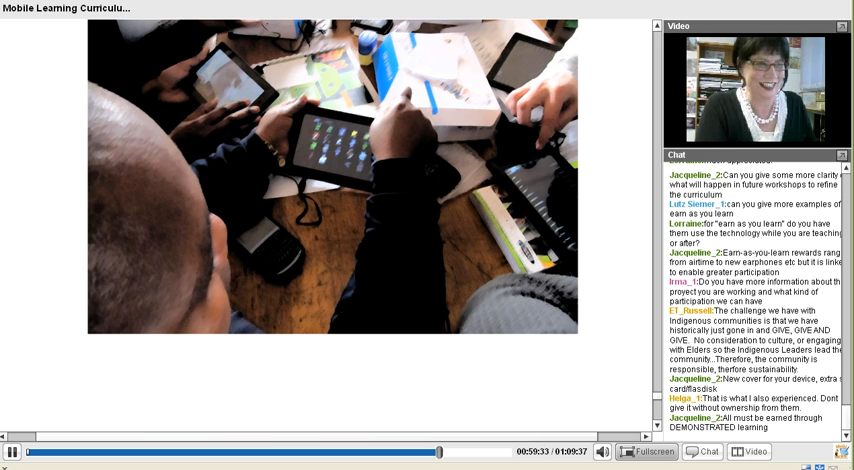 Mobile Learning Curriculu...
Video
Chat
Jacqueline_2:Can you give some more clarity
what will happen in future workshops to refine
the curriculum
Lutz Siemer_1:can you give more examples of
earn as you learn
Lorraine:for "earn as you learn" do you have
them use the technology while you are teaching
or after?
Jacqueline_2:Earn-as-you-learn rewards rang
from airtime to new earphones etc but it is linke
to enable greater participation
Irma_1:Do you have more information about th
proyect you are working and what kind of
participation we can have
ET_Russell:The challenge we have with
Indigenous communities is that we have
historically just gone in and GIVE, GIVE AND
GIVE. No consideration to culture, or engaging
with Elders so the Indigenous Leaders lead the
community...Therefore, the community is
responsible, therfore sustainability.
Jacqueline_2:New cover for your device, extra s
card/flasdisk
Helga_1:That is what I also experienced. Dont
give it without ownership from them.
Jacqueline_2:All must be earned through
DEMONSTRATED learning
00:59:33 / 01:09:37
Fullscreen
Chat
Video